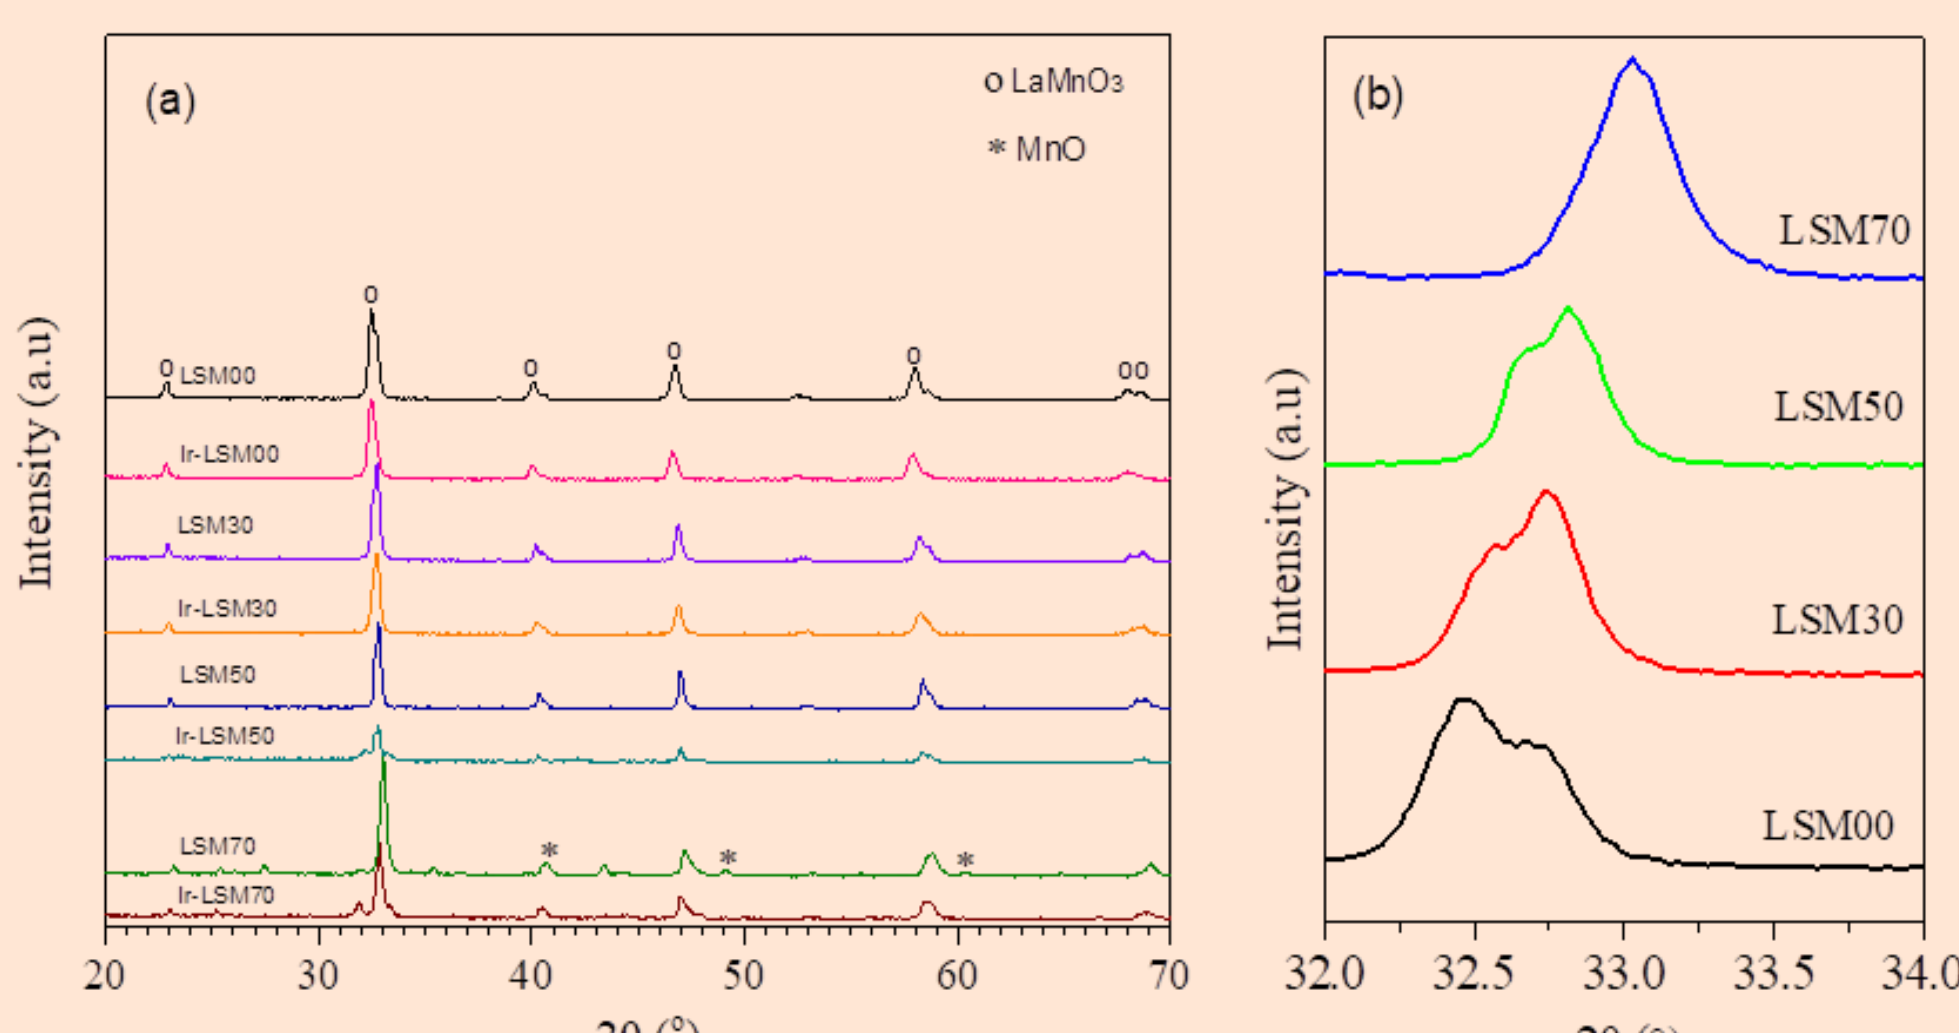 (a)
o LaMnO3
* MnO
Intensity (a.u)
o
o
o
o
o
oo
LSM00
Ir-LSM00
LSM30
Ir-LSM30
LSM50
Ir-LSM50
LSM70
*
*
*
Ir-LSM70
20 30 40 50 60 70
(b)
Intensity (a.u)
LSM70
LSM50
LSM30
LSM00
32.0 32.5 33.0 33.5 34.0